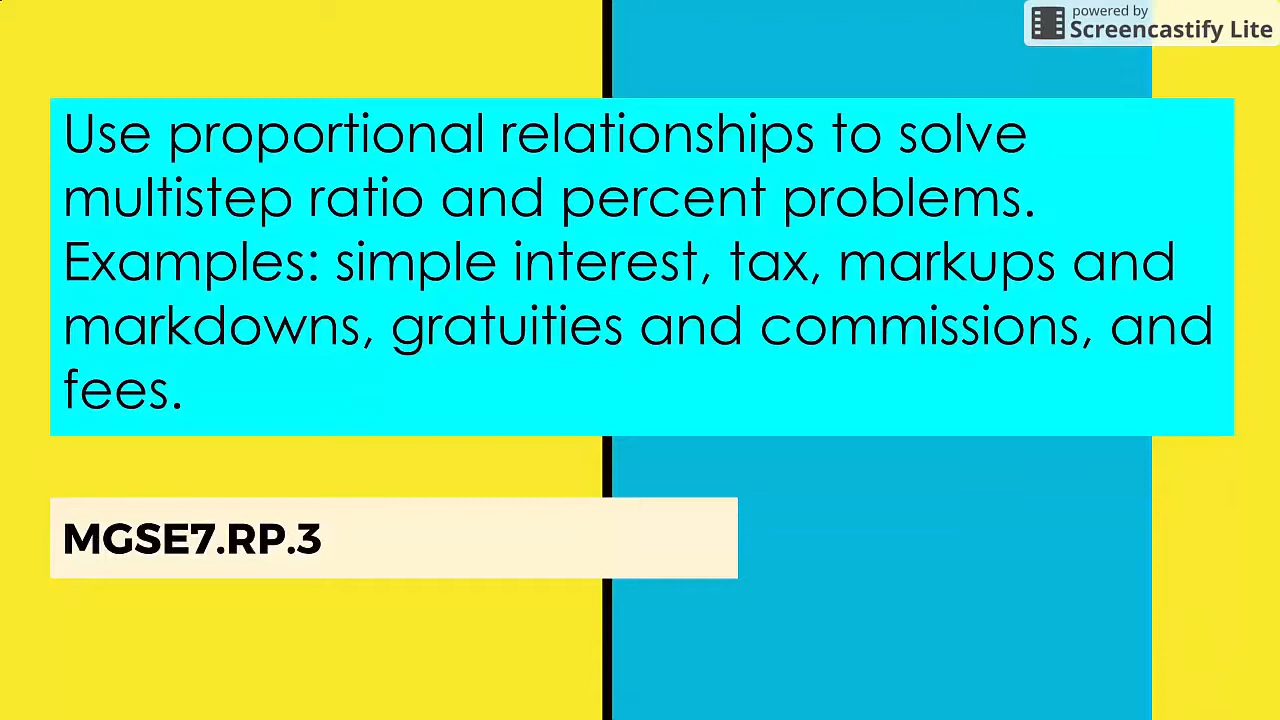 powered by
Screencastify Lite
Use proportional relationships to solve
multistep ratio and percent problems.
Examples: simple interest, tax, markups and
markdowns, gratuities and commissions, and
fees.
MGSE7.RP.3